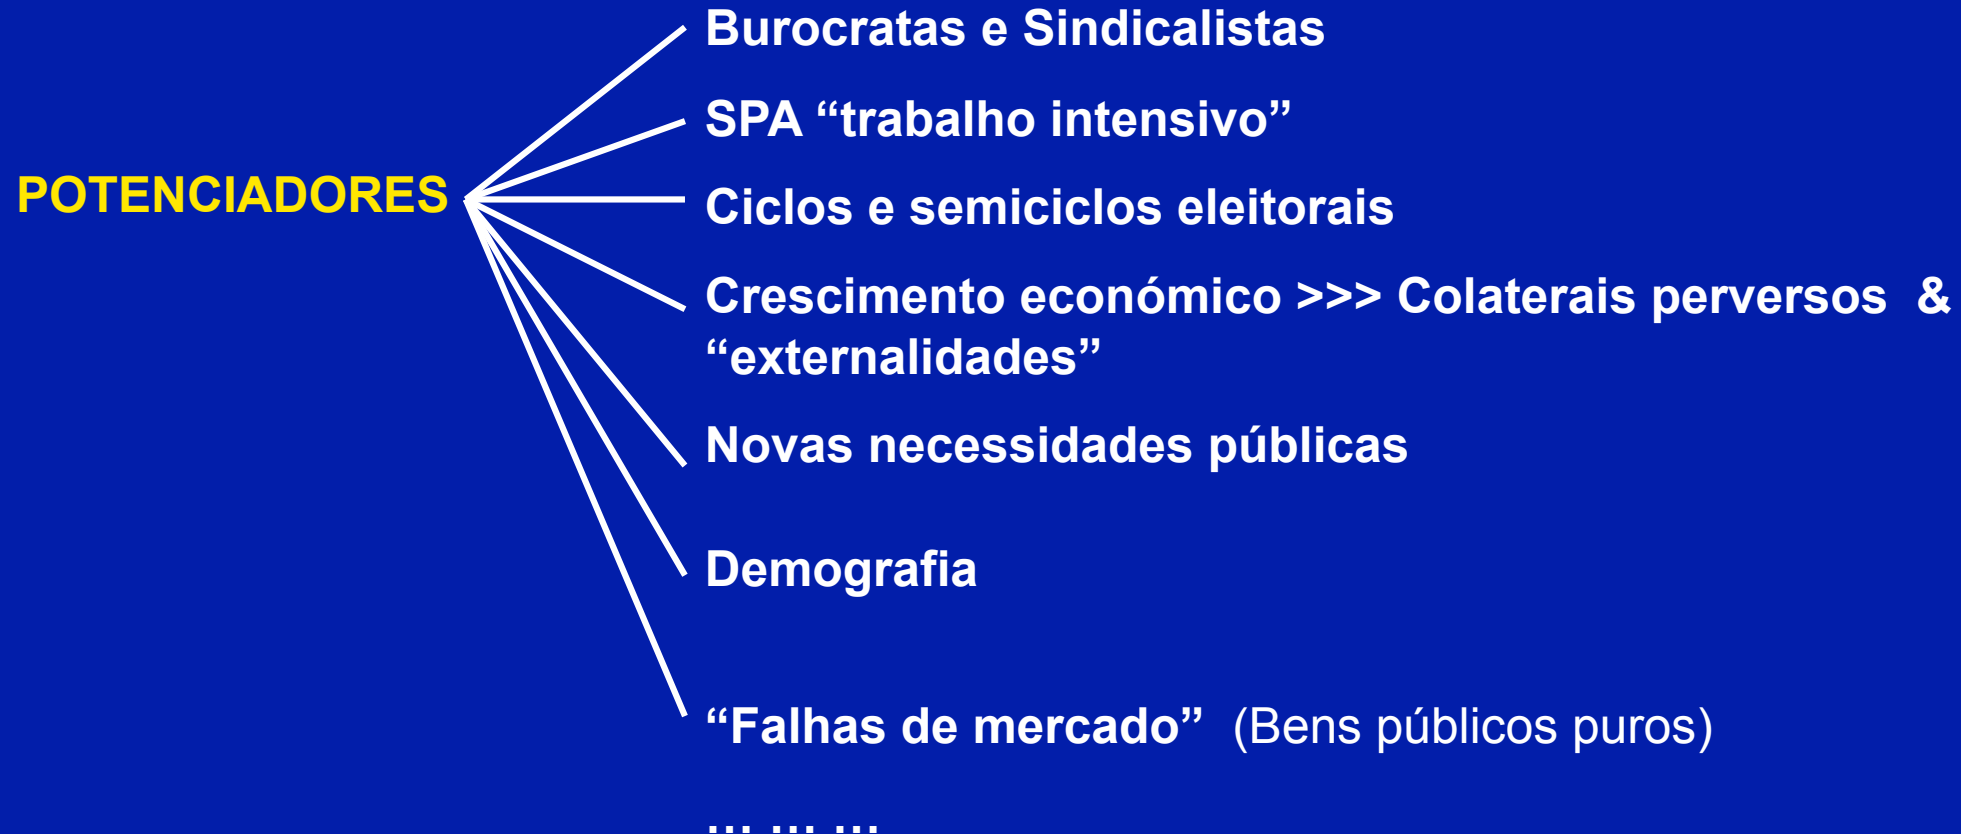 Burocratas e Sindicalistas
SPA “trabalho intensivo”
POTENCIADORES
Ciclos e semiciclos eleitorais
Crescimento económico >>> Colaterais perversos &
“externalidades”
Novas necessidades públicas
Demografia
“Falhas de mercado” (Bens públicos puros)
... ... ...